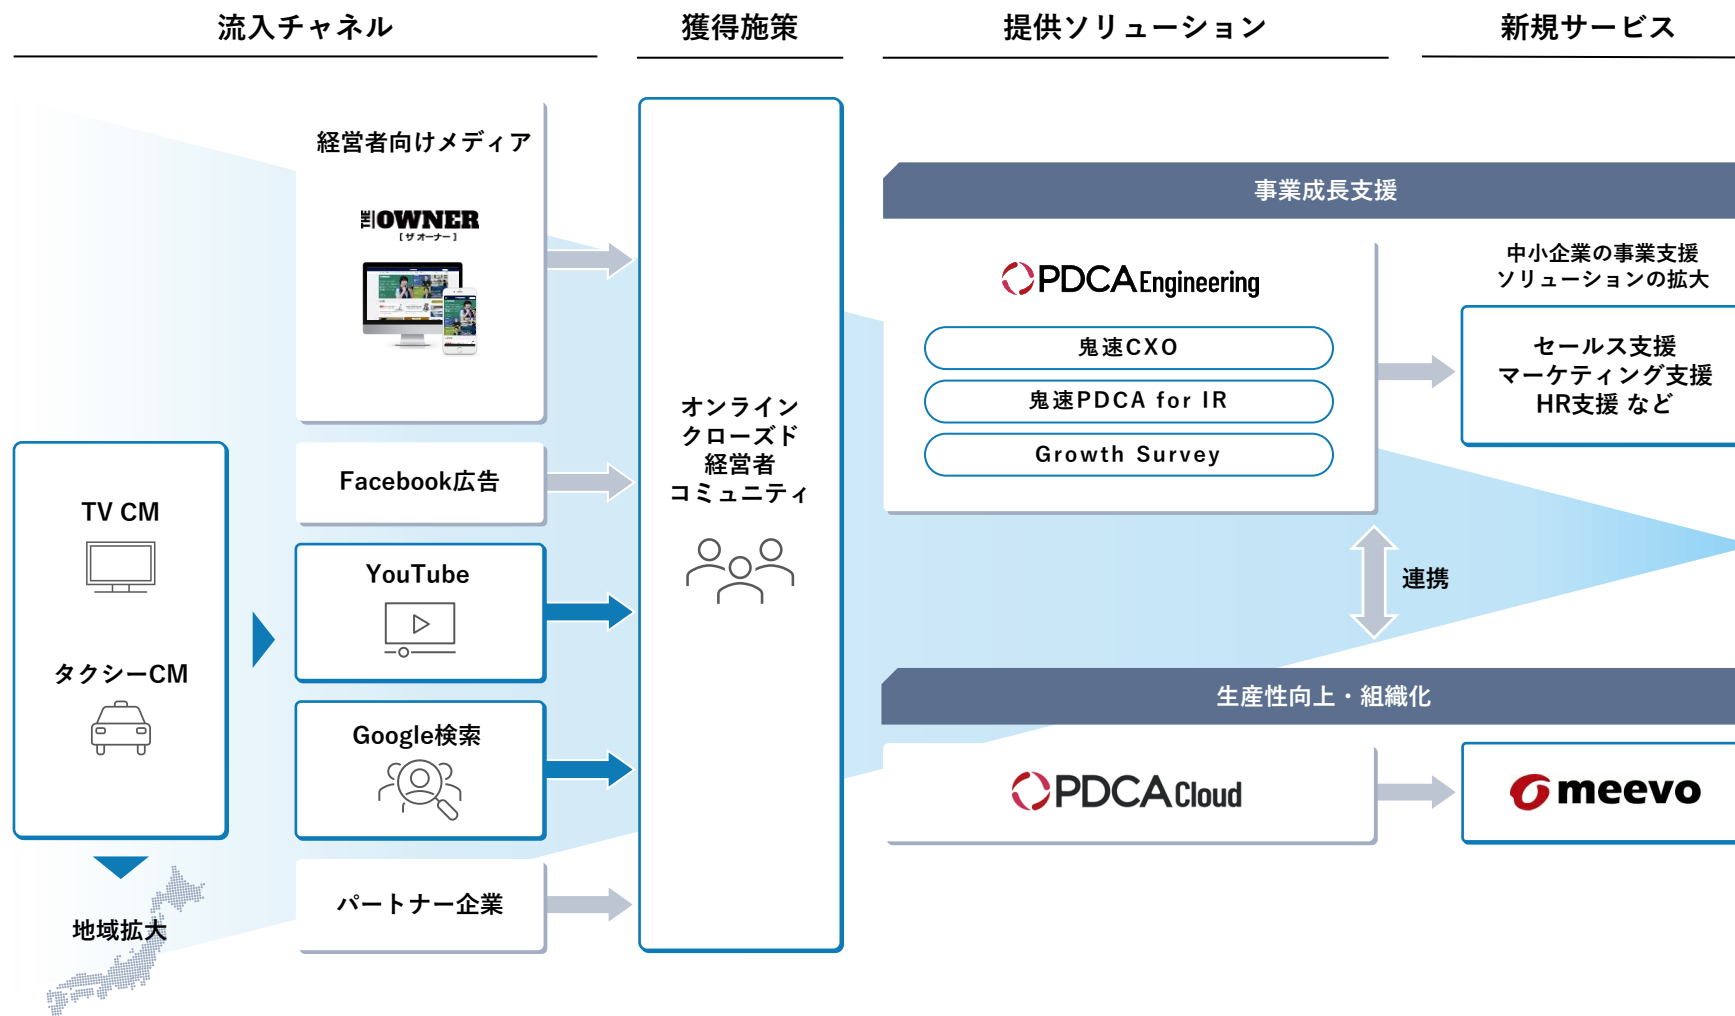 流入チャネル
獲得施策
提供ソリューション
新規サービス
経営者向けメディア
THE OWNER
[ ザ オーナー ]
Facebook広告
YouTube
Google検索
パートナー企業
TV CM
タクシーCM
地域拡大
オンライン
クローズド
経営者
コミュニティ
事業成長支援
PDCA Engineering
鬼速CXO
鬼速PDCA for IR
Growth Survey
中小企業の事業支援
ソリューションの拡大
セールス支援
マーケティング支援
HR支援 など
連携
生産性向上・組織化
PDCA Cloud
meevo